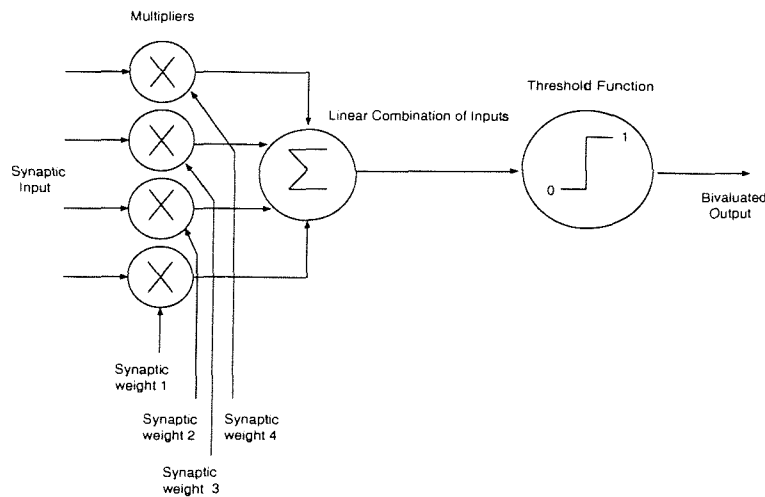 Multipliers
Threshold Function
Linear Combination of Inputs
1
0
Synaptic
Input
Bivaluated
Output
Synaptic
weight 1
Synaptic
weight 2
Synaptic
weight 4
Synaptic
weight 3